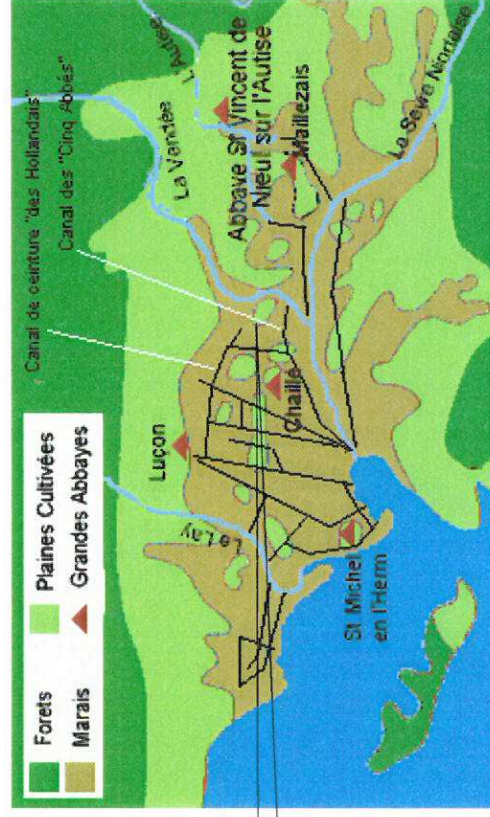 Forets
Plaines Cultivées
Marais
Grandes Abbayes
Canal de ceinture "des Hollandais"
Canal des "Cinq Abbés"
L'Autise
La Vendée
Luçon
Abbaye St Vincent de
Nieul sur l'Autise
Maillezais
Le Lay
Chaillé
La Sèvre Niortaise
St Michel
en l'Herm